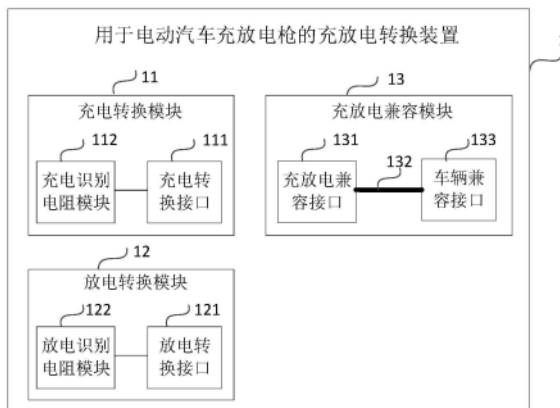 用于电动汽车充放电枪的充放电转换装置
11
充电转换模块
112
111
充电识别
电阻模块
充电转
换接口
13
充放电兼容模块
131
132
133
充放电兼
容接口
车辆兼
容接口
12
放电转换模块
122
121
放电识别
电阻模块
放电转
换接口